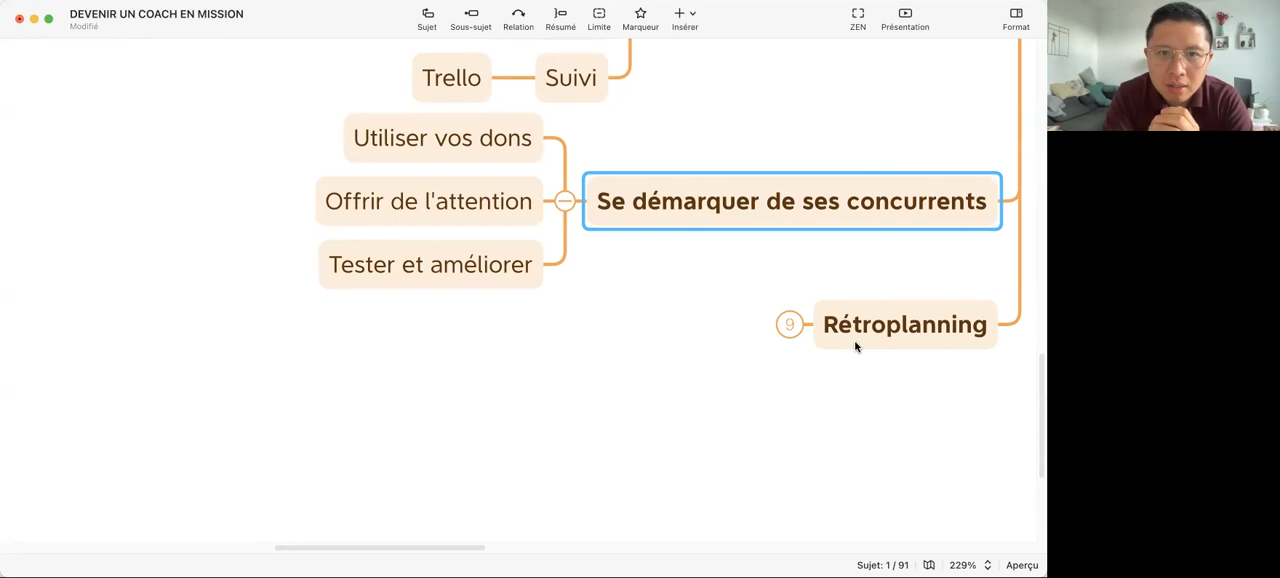 DEVENIR UN COACH EN MISSION
Modifié
Sujet
Sous-sujet
Relation
Résumé
Limite
Marqueur
Insérer
ZEN
Présentation
Format
Trello
Suivi
Utiliser vos dons
Offrir de l'attention
Tester et améliorer
Se démarquer de ses concurrents
9
Rétroplanning
Sujet: 1 / 91
229%
Aperçu